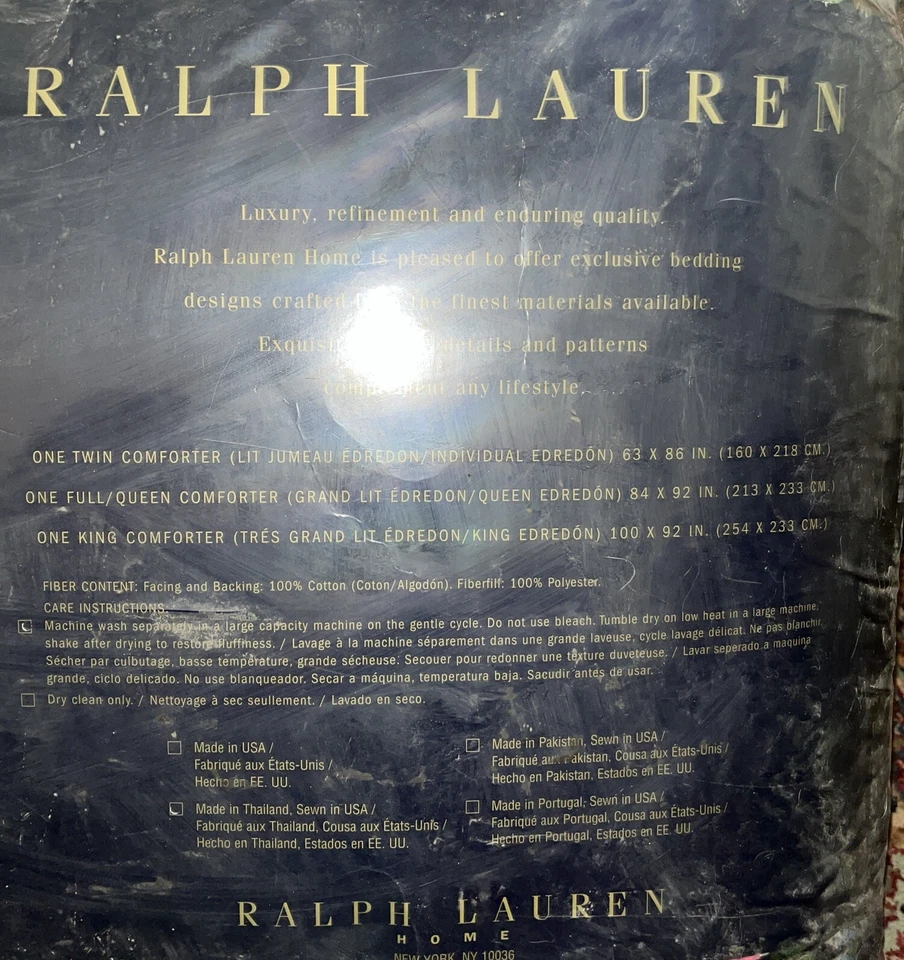 RALPH LAUREN
Luxury, refinement and enduring quality.
Ralph Lauren Home is pleased to offer exclusive bedding
designs crafted the finest materials available.
details and patterns
any lifestyle.
ONE TWIN COMFORTER (LIT JUMEAU ÉDREDON/INDIVIDUAL EDREDÓN) 63 X 86 IN. (160 X 218 CM.)
ONE FULL/QUEEN COMFORTER (GRAND LIT ÉDREDON/QUEEN EDREDÓN) 84 X 92 IN. (213 X 233 CM.)
ONE KING COMFORTER (TRÉS GRAND LIT ÉDREDON/KING EDREDÓN) 100 X 92 IN. (254 X 233 CM.)
FIBER CONTENT: Facing and Backing: 100% Cotton (Coton/Algodón). Fiberfill: 100% Polyester.
CARE INSTRUCTIONS:
Machine wash separately in a large capacity machine on the gentle cycle. Do not use bleach. Tumble dry on low heat in a large machine,
shake after drying to restore fluffiness. / Lavage à la machine séparement dans une grande laveuse, cycle lavage délicat. Ne pas blanchir.
Sécher par culbutage, basse température, grande sécheuse. Secouer pour redonner une texture duveteuse. / Lavar seperado a maquina
grande, ciclo delicado. No use blanqueador. Secar a máquina, temperatura baja. Sacudir antes de usar.
Dry clean only. / Nettoyage à sec seullement. / Lavado en seco.
Made in USA /
Fabriqué aux États-Unis /
Hecho en EE. UU.
Made in Thailand, Sewn in USA /
Fabriqué aux Thailand, Cousa aux États-Unis /
Hecho en Thailand, Estados en EE. UU.
Made in Pakistan, Sewn in USA /
Fabriqué aux Pakistan, Cousa aux États-Unis /
Hecho en Pakistan, Estados en EE. UU.
Made in Portugal, Sewn in USA /
Fabriqué aux Portugal, Cousa aux États-Unis /
Hecho en Portugal, Estados en EE. UU.
RALPH LAUREN
HOME
NEW YORK, NY 10036